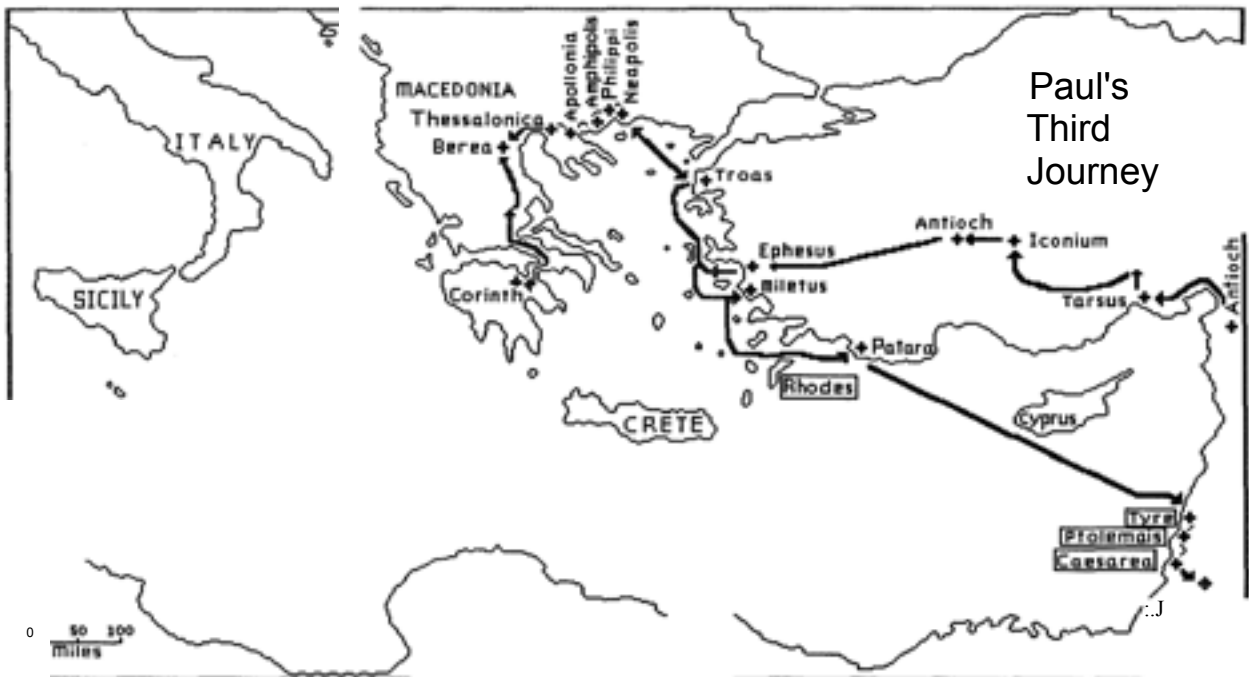 Paul's
Third
Journey
Apollonia
Amphipolis
Philippi
Neapolis
MACEDONIA
Thessalonica
Berea
ITALY
Troas
Antioch
Iconium
Ephesus
Miletus
Tarsus
Antioch
SICILY
Corinth
Patara
Rhodes
Cyprus
CRETE
Tyre
Ptolemais
Caesarea
:.J
0 50 100
Miles